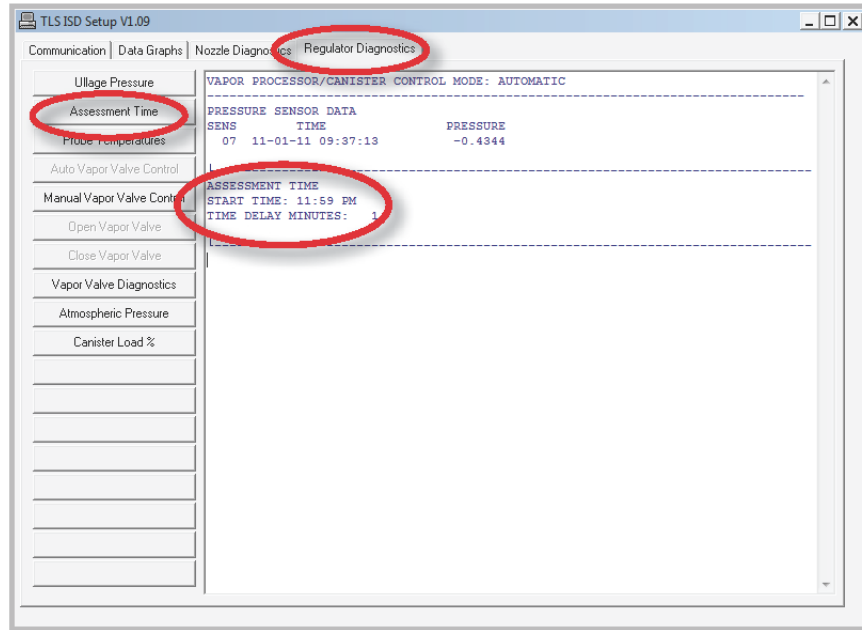 TLS ISD Setup V1.09
Communication Data Graphs Nozzle Diagnostics Regulator Diagnostics
Ullage Pressure
Assessment Time
Probe Temperatures
Auto Vapor Valve Control
Manual Vapor Valve Control
Open Vapor Valve
Close Vapor Valve
Vapor Valve Diagnostics
Atmospheric Pressure
Canister Load %
VAPOR PROCESSOR/CANISTER CONTROL MODE: AUTOMATIC
PRESSURE SENSOR DATA
SENS TIME PRESSURE
07 11-01-11 09:37:13 -0.4344
ASSESSMENT TIME
START TIME: 11:59 PM
TIME DELAY MINUTES: 1